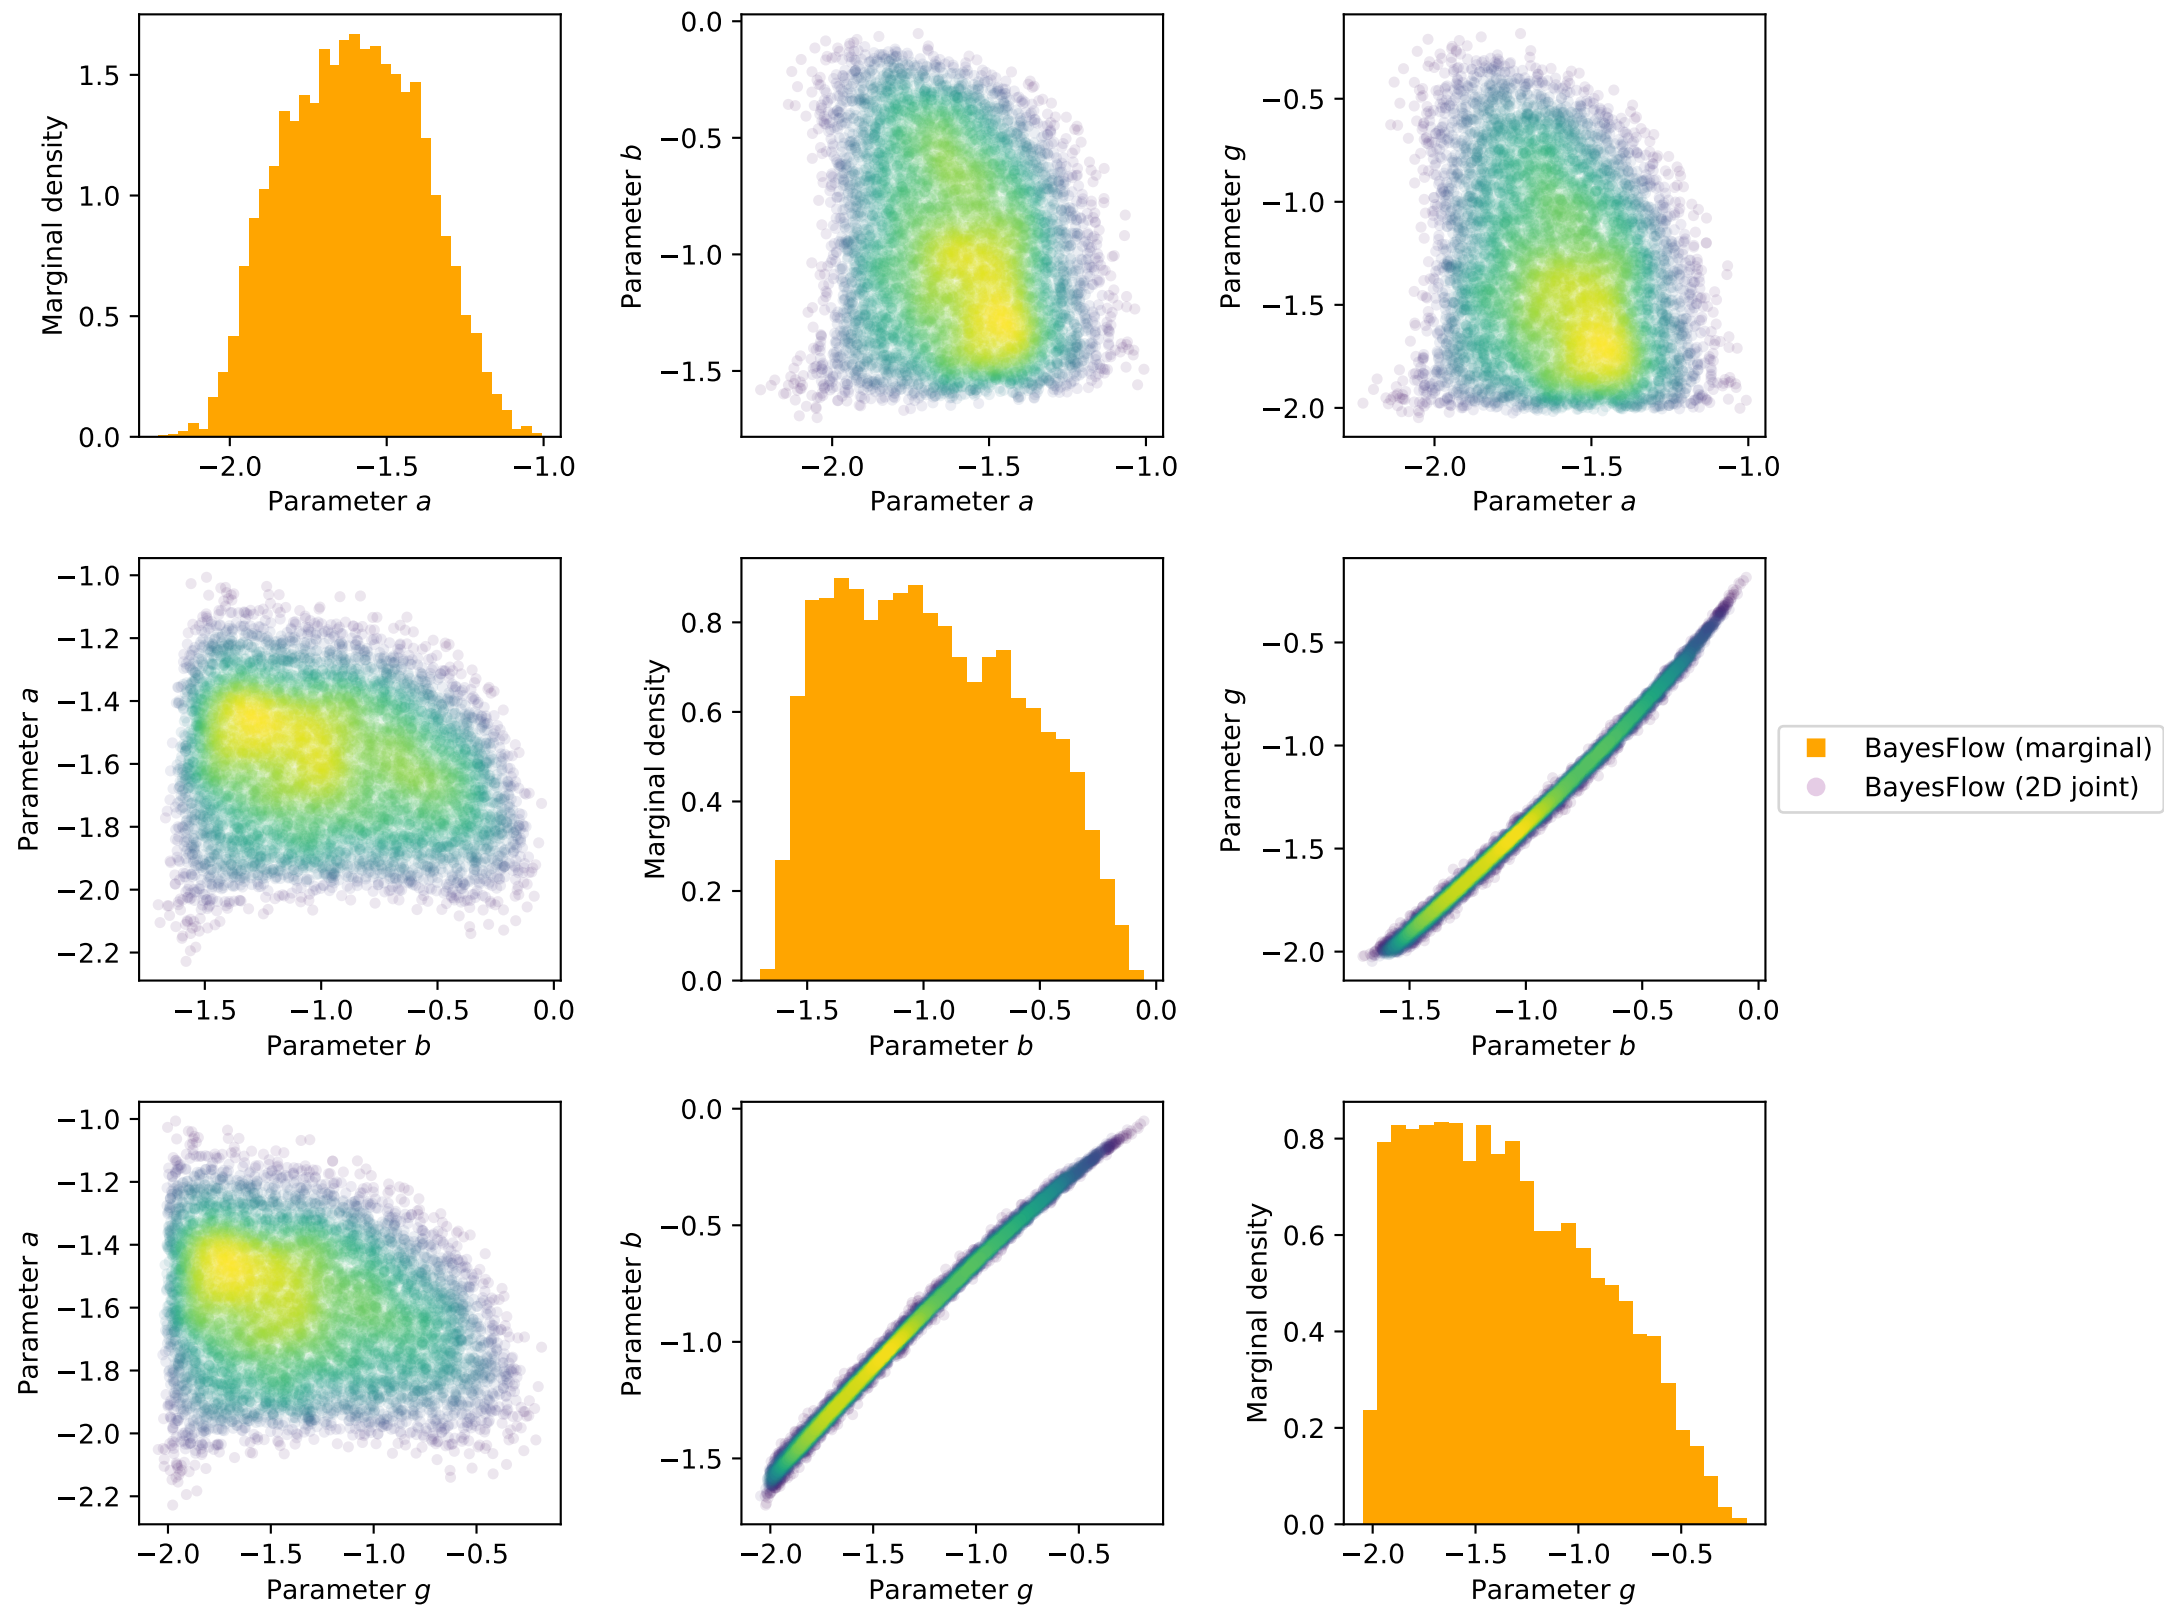 1.5
1.0
0.5
0.0
Marginal density
−2.0 −1.5 −1.0
Parameter a
0.0
−0.5
−1.0
−1.5
Parameter b
−2.0 −1.5 −1.0
Parameter a
−0.5
−1.0
−1.5
−2.0
Parameter g
−2.0 −1.5 −1.0
Parameter a
−1.0
−1.2
−1.4
−1.6
−1.8
−2.0
−2.2
Parameter a
−1.5 −1.0 −0.5 0.0
Parameter b
0.8
0.6
0.4
0.2
0.0
Marginal density
−1.5 −1.0 −0.5 0.0
Parameter b
−0.5
−1.0
−1.5
−2.0
Parameter g
−1.5 −1.0 −0.5 0.0
Parameter b
BayesFlow (marginal)
BayesFlow (2D joint)
−1.0
−1.2
−1.4
−1.6
−1.8
−2.0
−2.2
Parameter a
−2.0 −1.5 −1.0 −0.5
Parameter g
0.0
−0.5
−1.0
−1.5
Parameter b
−2.0 −1.5 −1.0 −0.5
Parameter g
0.8
0.6
0.4
0.2
0.0
Marginal density
−2.0 −1.5 −1.0 −0.5
Parameter g